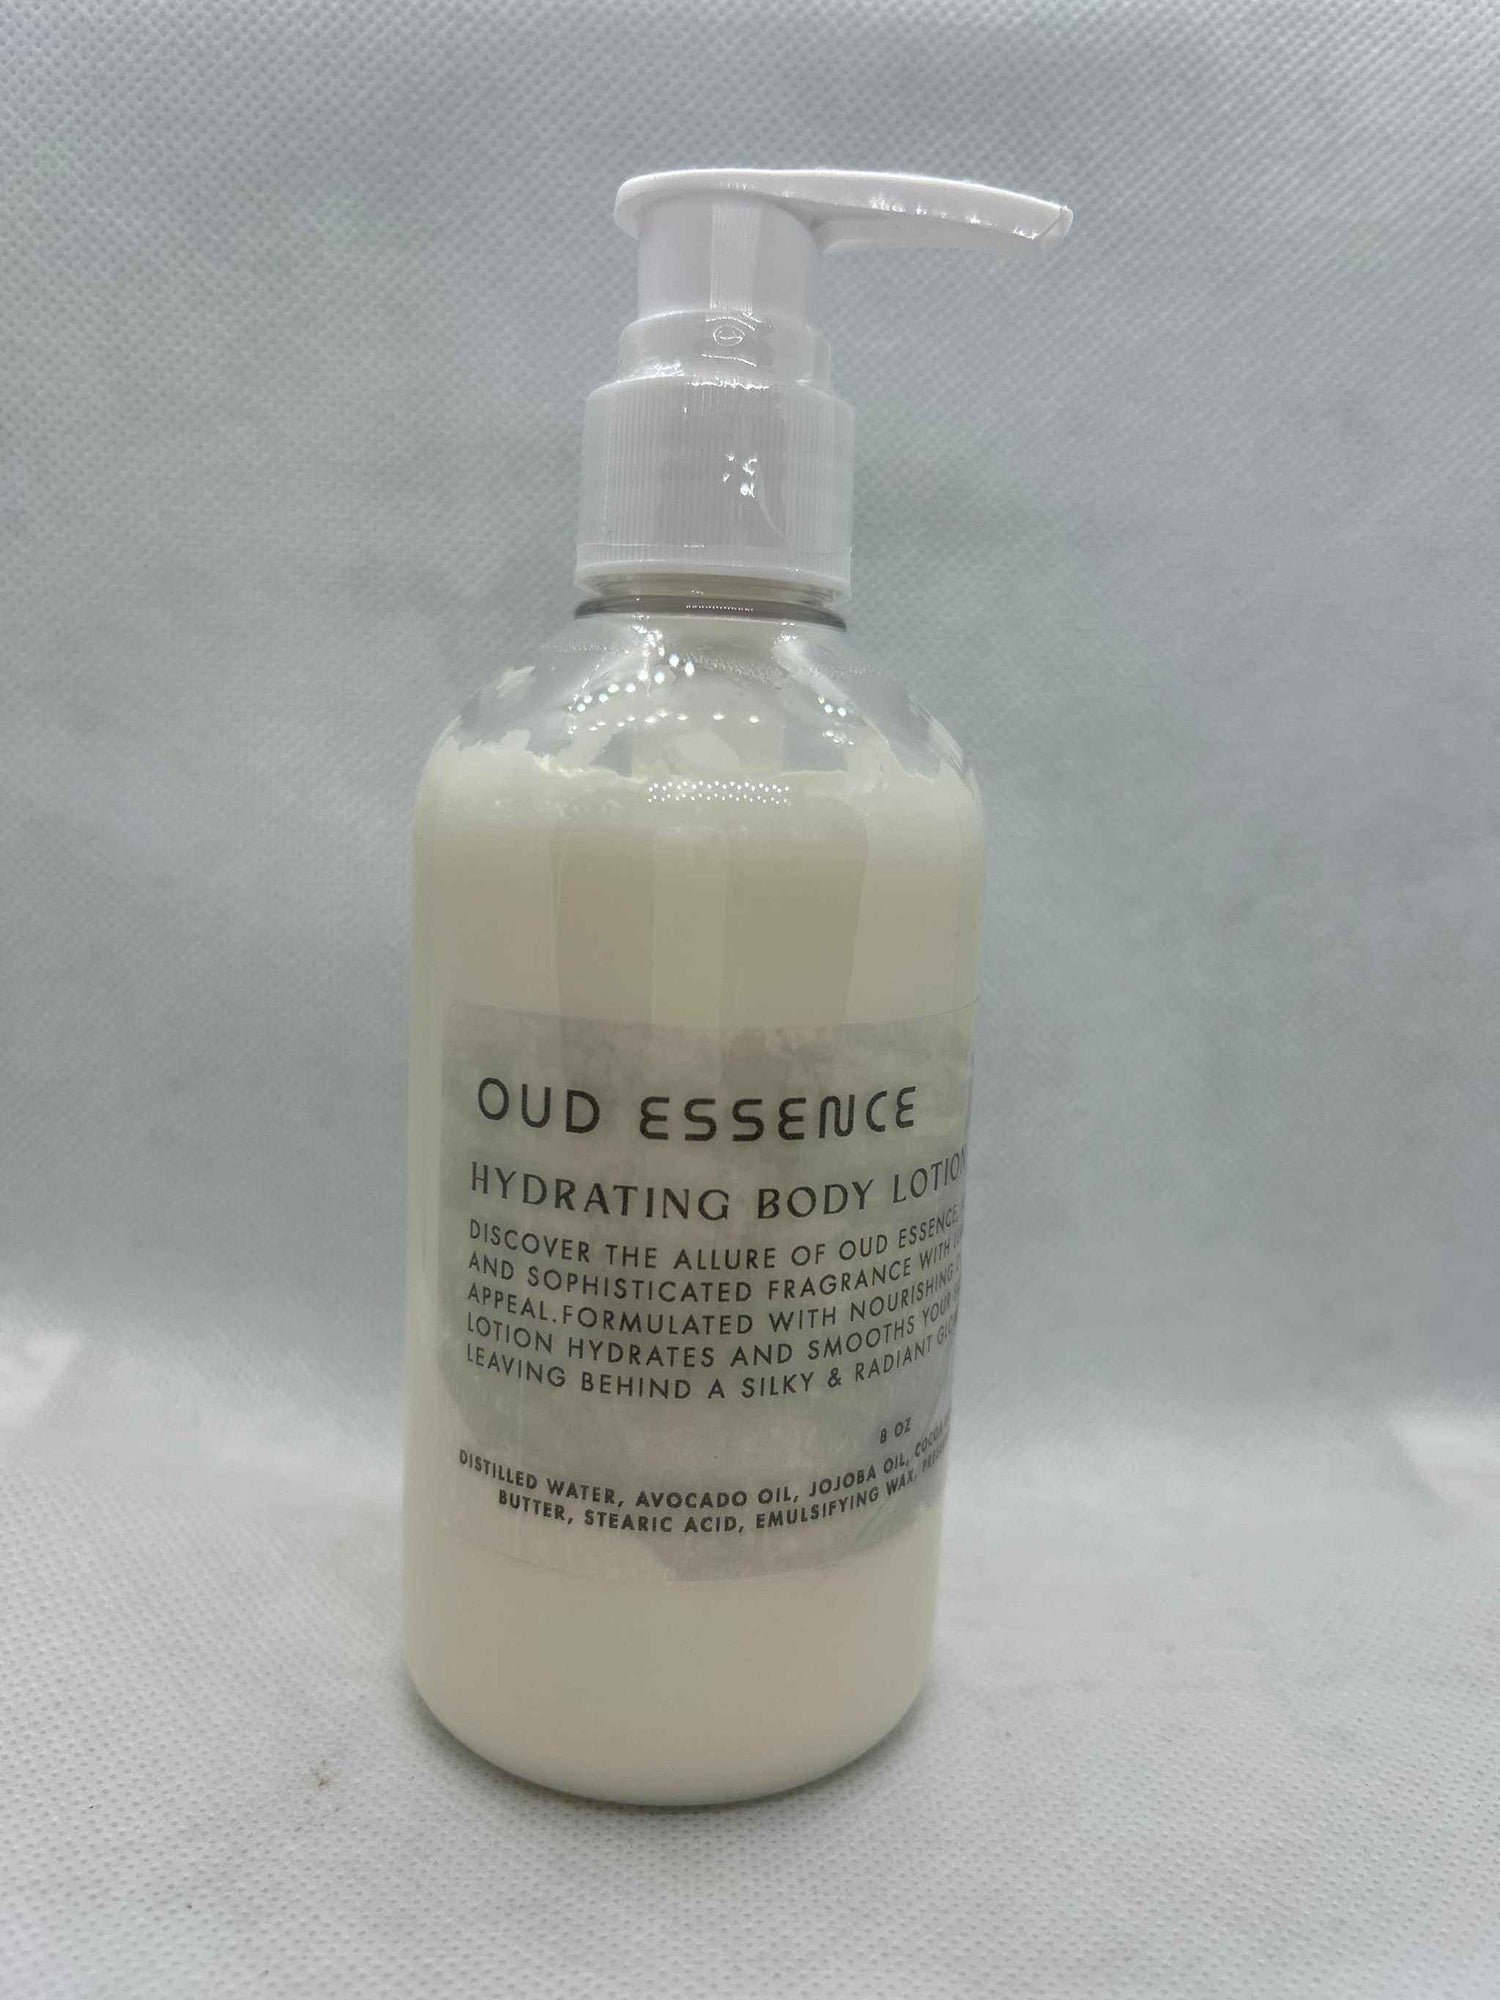 OUD ESSENCE
HYDRATING BODY LOTION
DISCOVER THE ALLURE OF OUD ESSENCE,
AND SOPHISTICATED FRAGRANCE WITH
APPEAL.FORMULATED WITH NOURISHING
LOTION HYDRATES AND SMOOTHS YOUR
LEAVING BEHIND A SILKY & RADIANT
8 OZ
DISTILLED WATER, AVOCADO OIL, JOJOBA OIL, COCOA
BUTTER, STEARIC ACID, EMULSIFYING WAX,